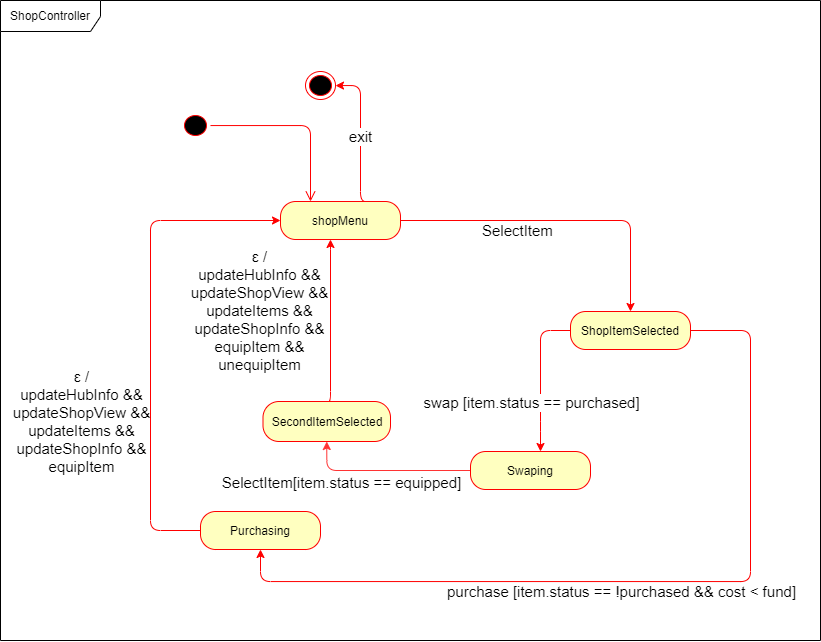 ShopController
exit
shopMenu
SelectItem
ε /
updateHubInfo &&
updateShopView &&
updateItems &&
updateShopInfo &&
equipItem &&
unequipItem
ShopItemSelected
ε /
updateHubInfo &&
updateShopView &&
updateItems &&
updateShopInfo &&
equipItem
swap [item.status == purchased]
SecondItemSelected
Swaping
SelectItem[item.status == equipped]
Purchasing
purchase [item.status == !purchased && cost < fund]